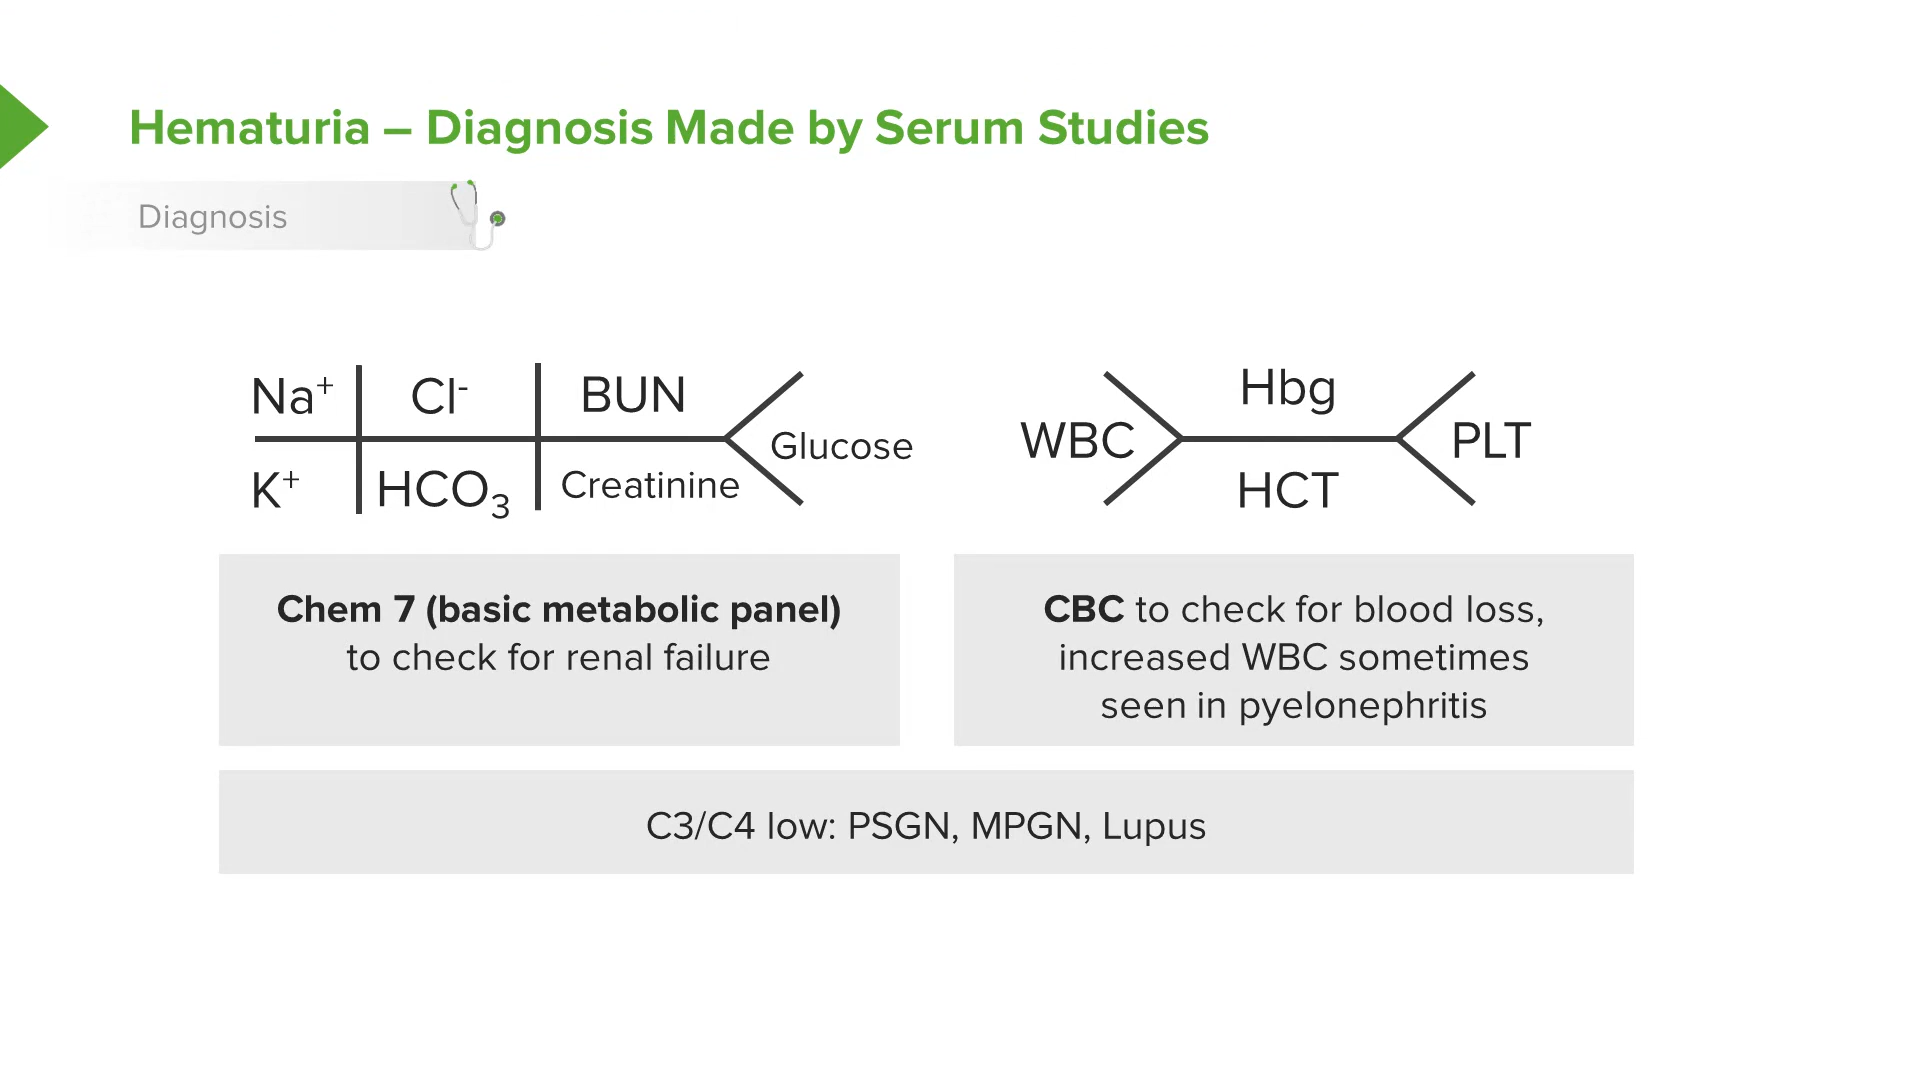 Hematuria – Diagnosis Made by Serum Studies
Diagnosis
Na⁺ Cl⁻ BUN
Glucose
K⁺ HCO₃ Creatinine
Hbg
WBC PLT
HCT
Chem 7 (basic metabolic panel)
to check for renal failure
CBC to check for blood loss,
increased WBC sometimes
seen in pyelonephritis
C3/C4 low: PSGN, MPGN, Lupus